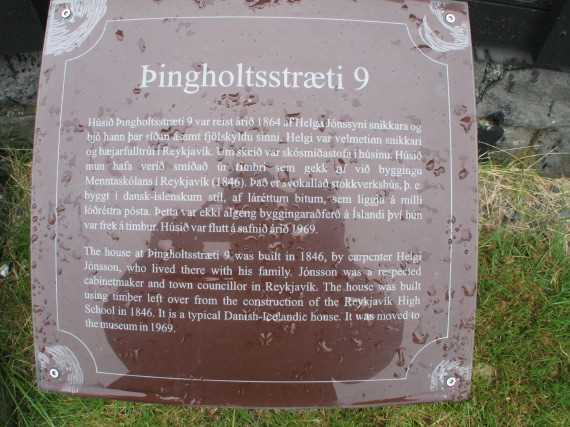 Þingholtsstræti 9
Húsið Þingholtsstræti 9 var reist árið 1864 af Helga Jónssyni snikkara og
bjó hann þar síðan ásamt fjölskyldu sinni. Helgi var velmetinn snikkari
og bæjarfulltrúi í Reykjavík. Um skeið var skósmíðastofa í húsinu. Húsið
mun hafa verið smíðað úr timbri sem gekk af við byggingu
Menntaskólans í Reykjavík (1846). Það er svokallað stokkverkshús, þ. e.
byggt í dansk-íslenskum stíl, af láréttum bitum, sem liggja á milli
lóðréttra pósta. Þetta var ekki algeng byggingaraðferð á Íslandi því hún
var frek á timbur. Húsið var flutt á safnið árið 1969.
The house at Þingholtsstræti 9 was built in 1846, by carpenter Helgi
Jónsson, who lived there with his family. Jónsson was a respected
cabinetmaker and town councillor in Reykjavík. The house was built
using timber left over from the construction of the Reykjavík High
School in 1846. It is a typical Danish-Icelandic house. It was moved to
the museum in 1969.